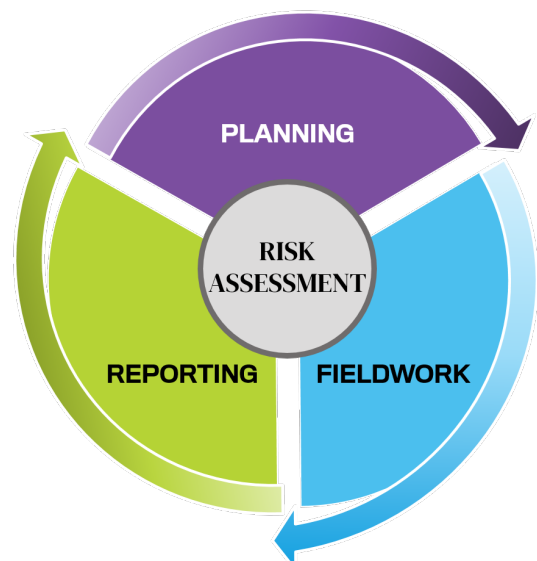 PLANNING
RISK
ASSESSMENT
REPORTING
FIELDWORK